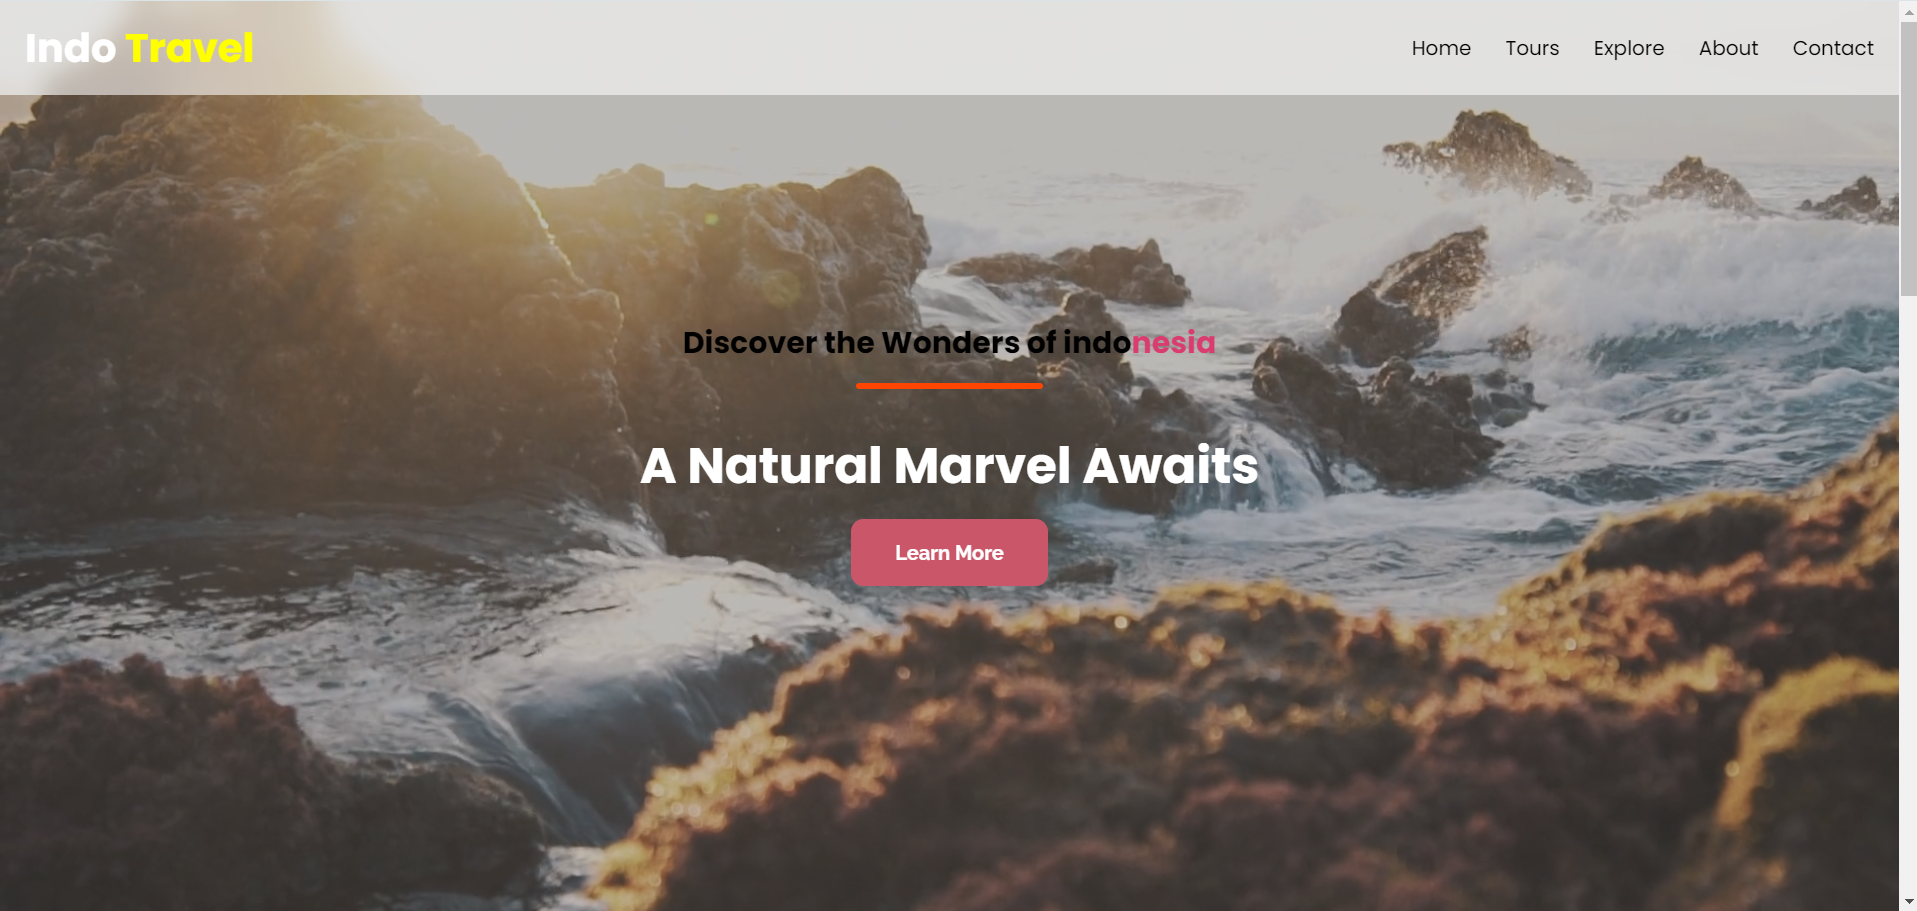 Indo Travel
Home Tours Explore About Contact
Discover the Wonders of indonesia
A Natural Marvel Awaits
Learn More